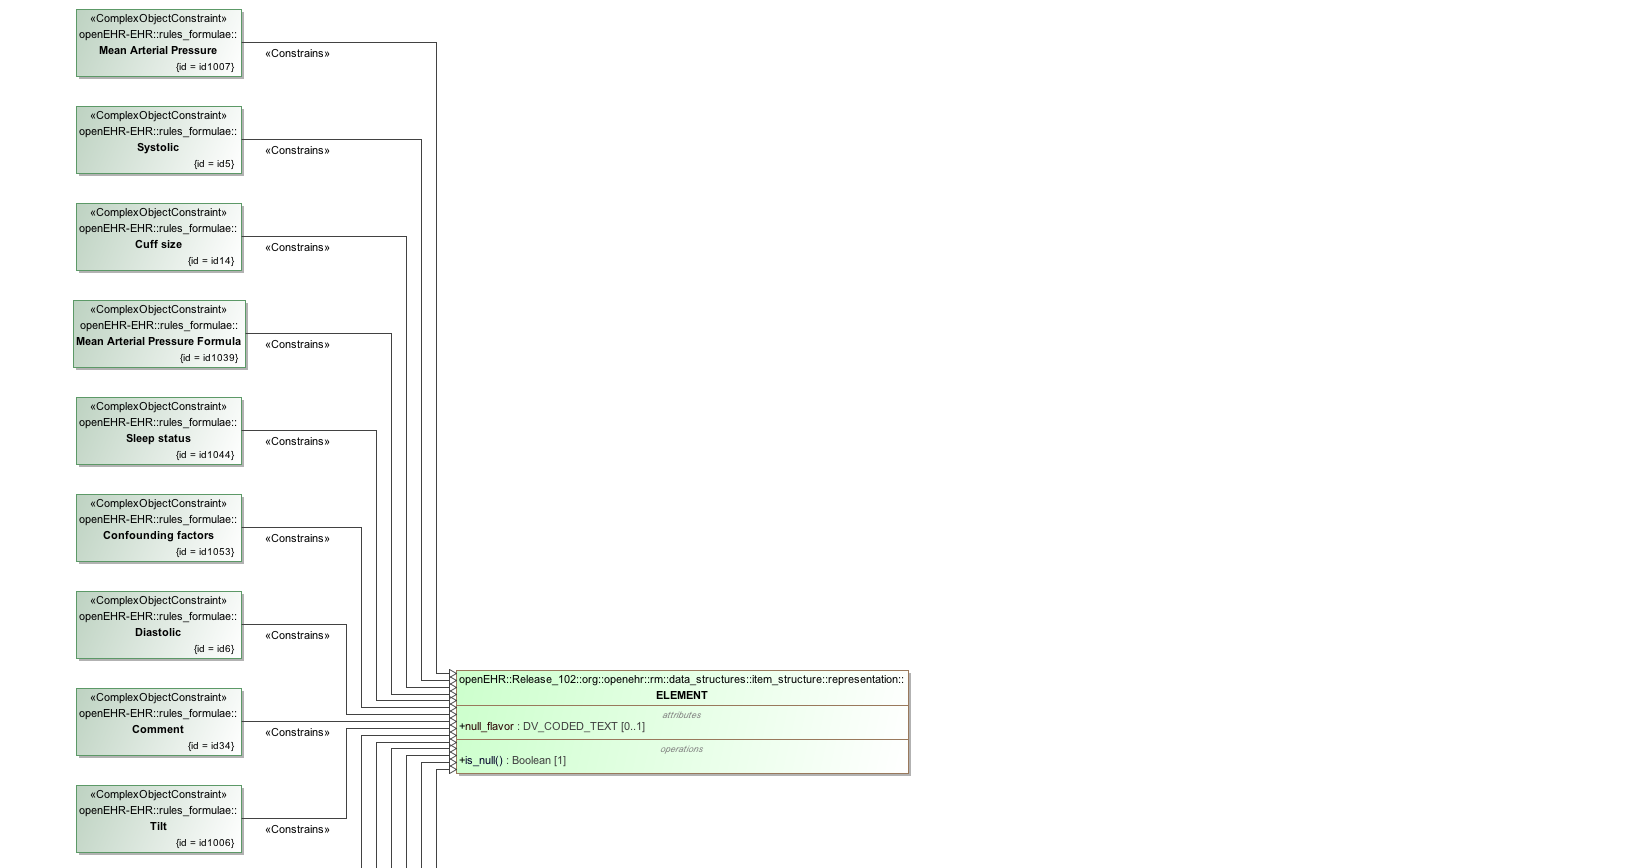 «ComplexObjectConstraint»
openEHR-EHR::rules_formulae::
Mean Arterial Pressure
{id = id1007}
«Constrains»
«ComplexObjectConstraint»
openEHR-EHR::rules_formulae::
Systolic
{id = id5}
«Constrains»
«ComplexObjectConstraint»
openEHR-EHR::rules_formulae::
Cuff size
{id = id14}
«Constrains»
«ComplexObjectConstraint»
openEHR-EHR::rules_formulae::
Mean Arterial Pressure Formula
{id = id1039}
«Constrains»
«ComplexObjectConstraint»
openEHR-EHR::rules_formulae::
Sleep status
{id = id1044}
«Constrains»
«ComplexObjectConstraint»
openEHR-EHR::rules_formulae::
Confounding factors
{id = id1053}
«Constrains»
«ComplexObjectConstraint»
openEHR-EHR::rules_formulae::
Diastolic
{id = id6}
«Constrains»
«ComplexObjectConstraint»
openEHR-EHR::rules_formulae::
Comment
{id = id34}
«Constrains»
«ComplexObjectConstraint»
openEHR-EHR::rules_formulae::
Tilt
{id = id1006}
«Constrains»
openEHR::Release_102::org::openehr::rm::data_structures::item_structure::representation::
ELEMENT
attributes
+null_flavor : DV_CODED_TEXT [0..1]
operations
+is_null() : Boolean [1]